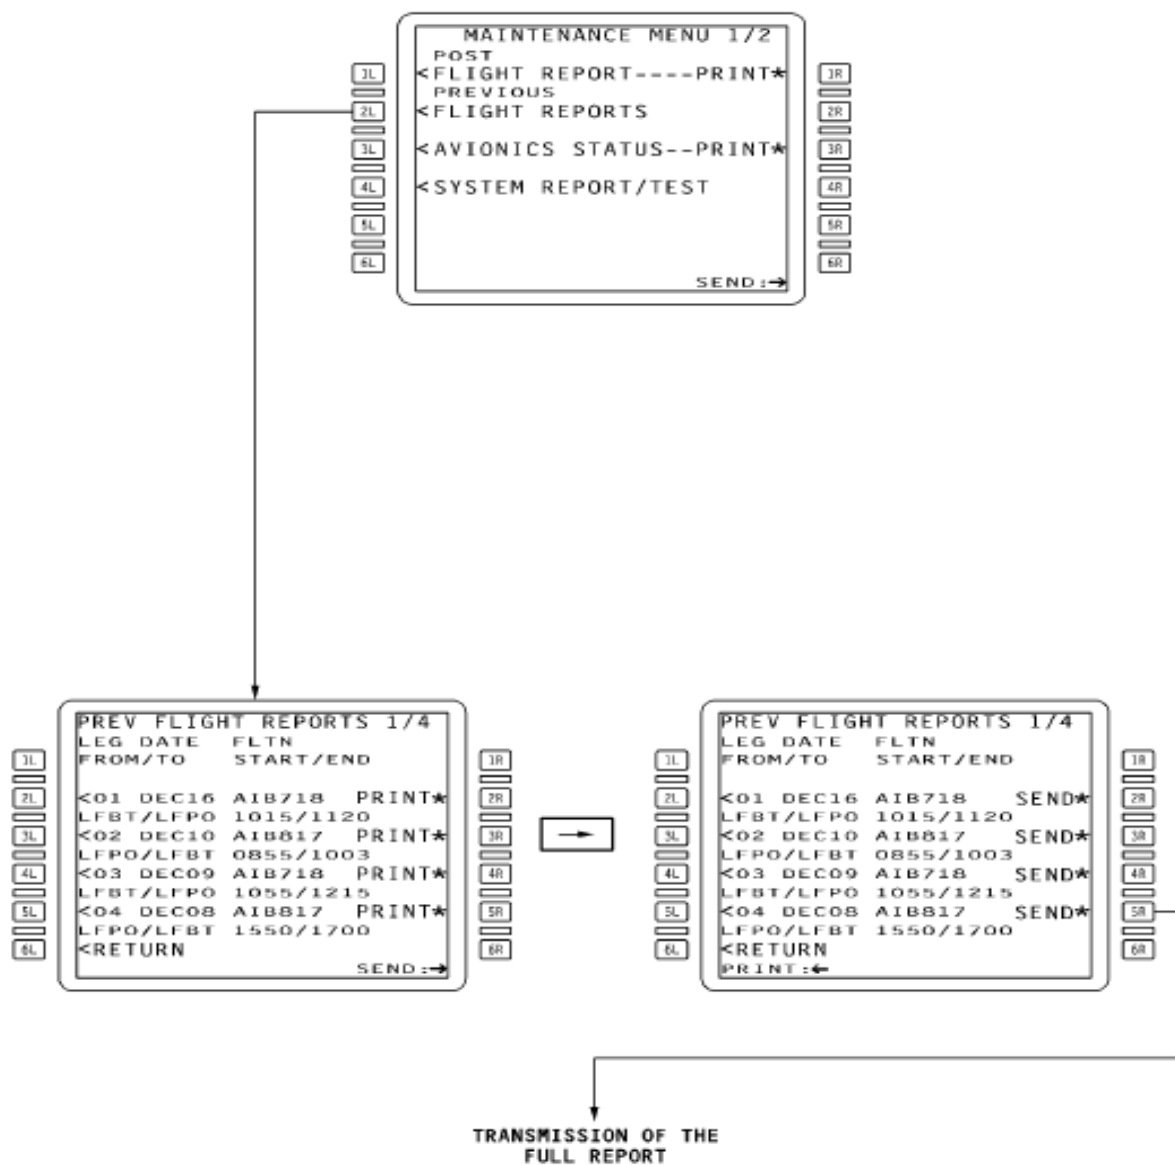 MAINTENANCE MENU 1/2
POST
1L <FLIGHT REPORT----PRINT* 1R
PREVIOUS
2L <FLIGHT REPORTS 2R
3L <AVIONICS STATUS--PRINT* 3R
4L <SYSTEM REPORT/TEST 4R
5L 5R
6L 6R
SEND:→
PREV FLIGHT REPORTS 1/4
LEG DATE FLTN
1L FROM/TO START/END 1R
2L <01 DEC16 AIB718 PRINT* 2R
LFBT/LFPO 1015/1120
3L <02 DEC10 AIB817 PRINT* 3R
LFPO/LFBT 0855/1003
4L <03 DEC09 AIB718 PRINT* 4R
LFBT/LFPO 1055/1215
5L <04 DEC08 AIB817 PRINT* 5R
LFPO/LFBT 1550/1700
6L <RETURN 6R
SEND:→
→
PREV FLIGHT REPORTS 1/4
LEG DATE FLTN
1L FROM/TO START/END 1R
2L <01 DEC16 AIB718 SEND* 2R
LFBT/LFPO 1015/1120
3L <02 DEC10 AIB817 SEND* 3R
LFPO/LFBT 0855/1003
4L <03 DEC09 AIB718 SEND* 4R
LFBT/LFPO 1055/1215
5L <04 DEC08 AIB817 SEND* 5R
LFPO/LFBT 1550/1700
6L <RETURN 6R
PRINT:←
TRANSMISSION OF THE
FULL REPORT